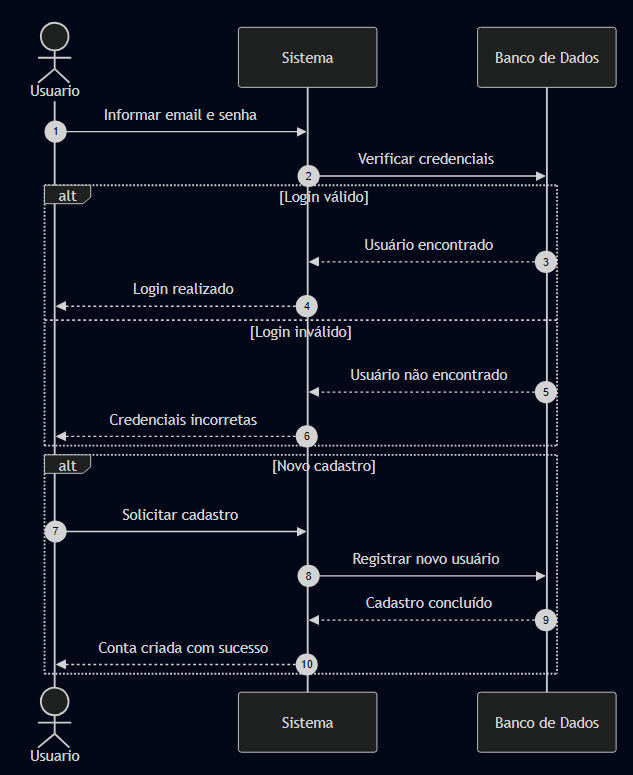 Usuario
Sistema
Banco de Dados
Informar email e senha
1
Verificar credenciais
2
alt
[Login válido]
Usuário encontrado
3
Login realizado
4
[Login inválido]
Usuário não encontrado
5
Credenciais incorretas
6
alt
[Novo cadastro]
Solicitar cadastro
7
Registrar novo usuário
8
Cadastro concluído
9
Conta criada com sucesso
10
Usuario
Sistema
Banco de Dados